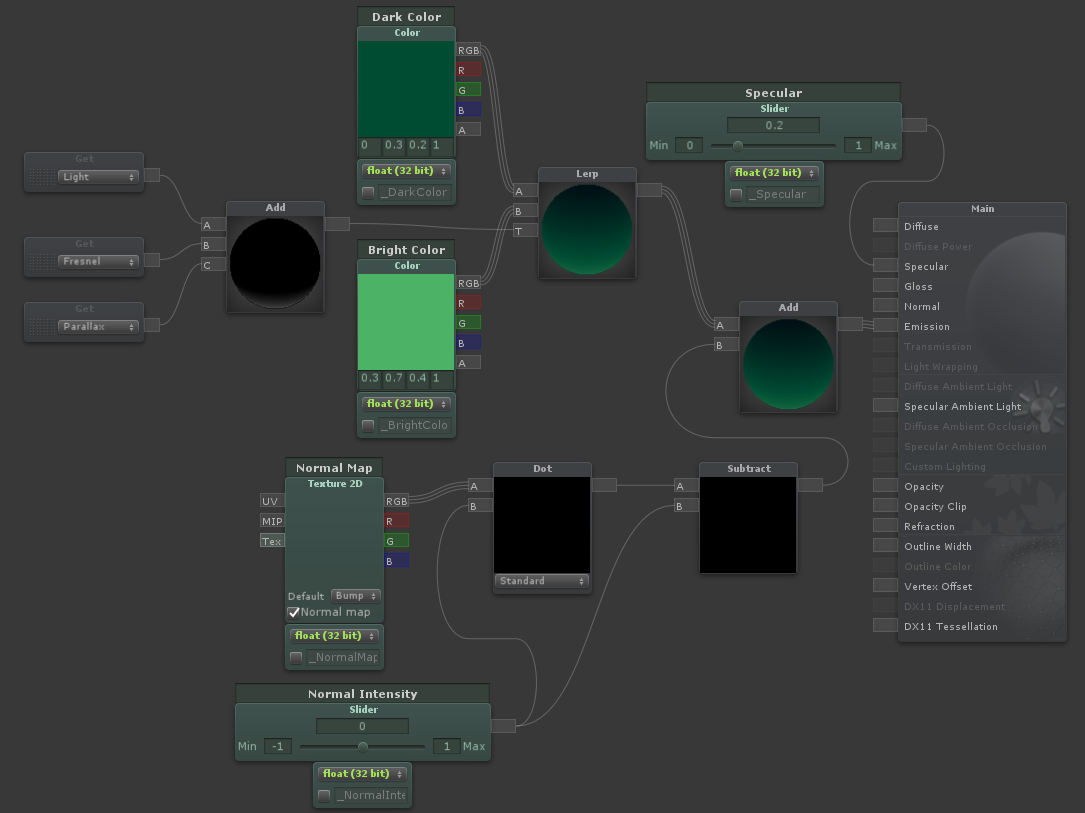 Dark Color
Color
RGB
R
G
B
A
0 0.3 0.2 1
float (32 bit)
_DarkColor
Specular
Slider
0.2
Min 0 1 Max
float (32 bit)
_Specular
Get
Light
Get
Fresnel
Get
Parallax
Add
A
B
C
Bright Color
Color
RGB
R
G
B
A
0.3 0.7 0.4 1
float (32 bit)
_BrightColo
Lerp
A
B
T
Add
A
B
Main
Diffuse
Diffuse Power
Specular
Gloss
Normal
Emission
Transmission
Light Wrapping
Diffuse Ambient Light
Specular Ambient Light
Diffuse Ambient Occlusion
Specular Ambient Occlusion
Custom Lighting
Opacity
Opacity Clip
Refraction
Outline Width
Outline Color
Vertex Offset
DX11 Displacement
DX11 Tessellation
Normal Map
Texture 2D
UV
MIP
Tex
RGB
R
G
B
Default Bump
Normal map
float (32 bit)
_NormalMap
Dot
A
B
Standard
Subtract
A
B
Normal Intensity
Slider
0
Min -1 1 Max
float (32 bit)
_NormalInte